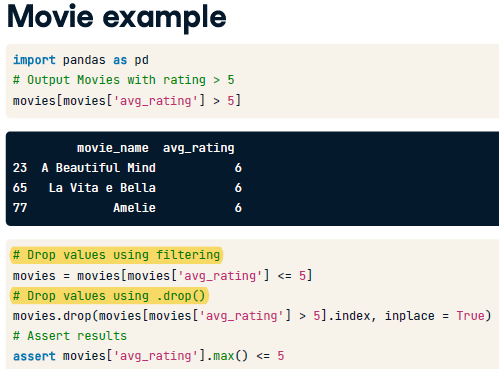 Movie example
import pandas as pd
# Output Movies with rating > 5
movies[movies['avg_rating'] > 5]
movie_name avg_rating
23 A Beautiful Mind 6
65 La Vita e Bella 6
77 Amelie 6
# Drop values using filtering
movies = movies[movies['avg_rating'] <= 5]
# Drop values using .drop()
movies.drop(movies[movies['avg_rating'] > 5].index, inplace = True)
# Assert results
assert movies['avg_rating'].max() <= 5